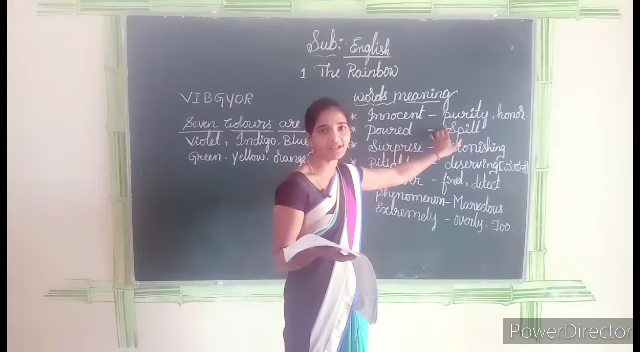 Sub:- English
1 The Rainbow
VIBGYOR
Seven Colours are
Violet, Indigo. Blue
Green - yellow. orange
words meaning
* Innocent - purity, honor
* Poured - Spill
* Surprise -
* deserving
- find, detect
phenomenon - Marvelous
Extremely - overly. Too
PowerDirector